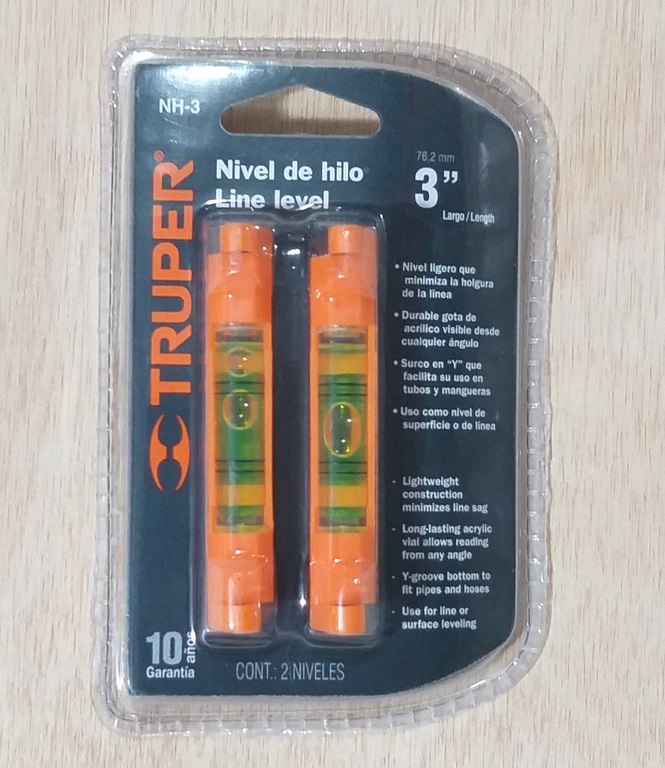 NH-3
TRUPER®
Nivel de hilo
Line level
76,2 mm
3”
Largo / Length
• Nivel ligero que
minimiza la holgura
de la línea
• Durable gota de
acrílico visible desde
cualquier ángulo
• Surco en “Y” que
facilita su uso en
tubos y mangueras
• Uso como nivel de
superficie o de línea
- Lightweight
construction
minimizes line sag
- Long-lasting acrylic
vial allows reading
from any angle
- Y-groove bottom to
fit pipes and hoses
- Use for line or
surface leveling
10 años
Garantía
CONT.: 2 NIVELES